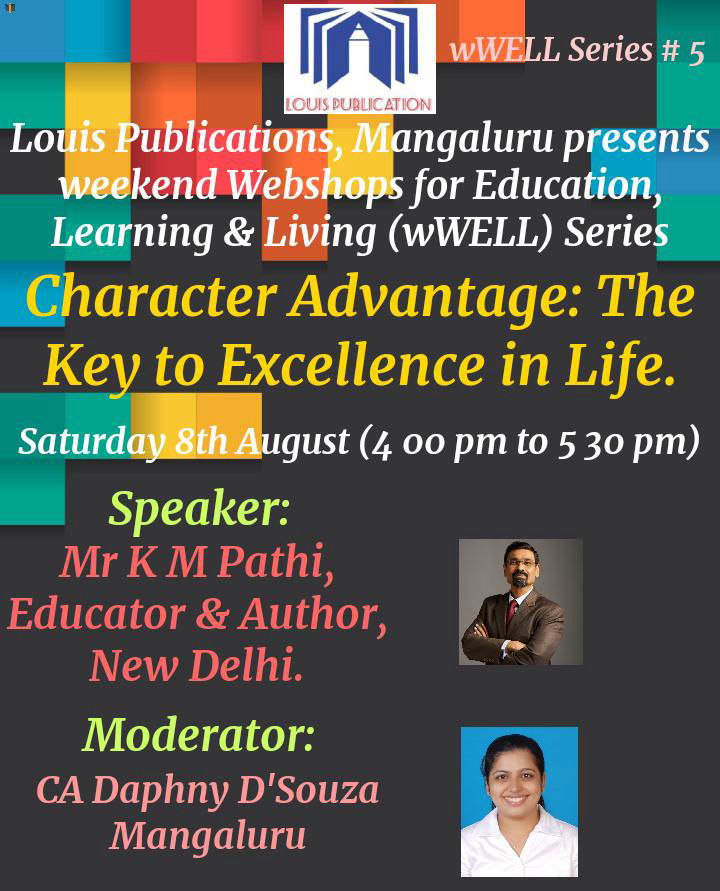 LOUIS PUBLICATION
wWELL Series # 5
Louis Publications, Mangaluru presents
weekend Webshops for Education,
Learning & Living (wWELL) Series
Character Advantage: The
Key to Excellence in Life.
Saturday 8th August (4 00 pm to 5 30 pm)
Speaker:
Mr K M Pathi,
Educator & Author,
New Delhi.
Moderator:
CA Daphny D'Souza
Mangaluru